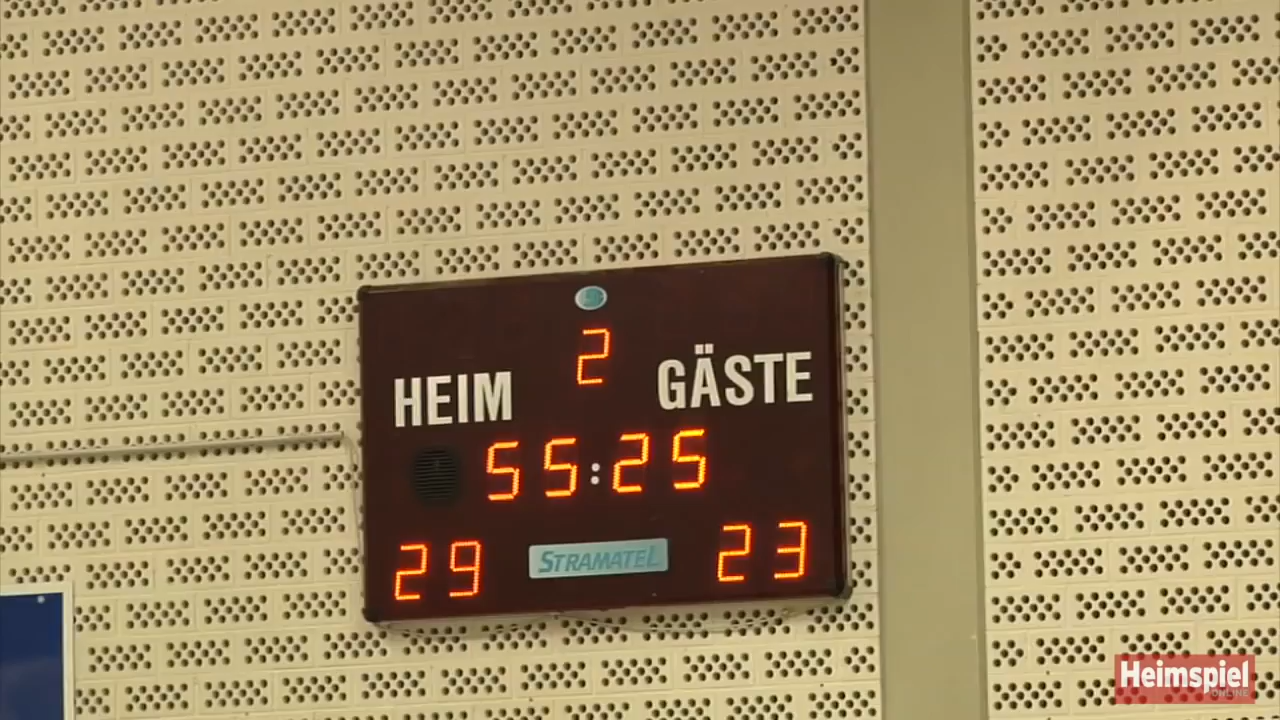 2
HEIM GÄSTE
55:25
29 STRAMATEL 23
Heimspiel
ONLINE